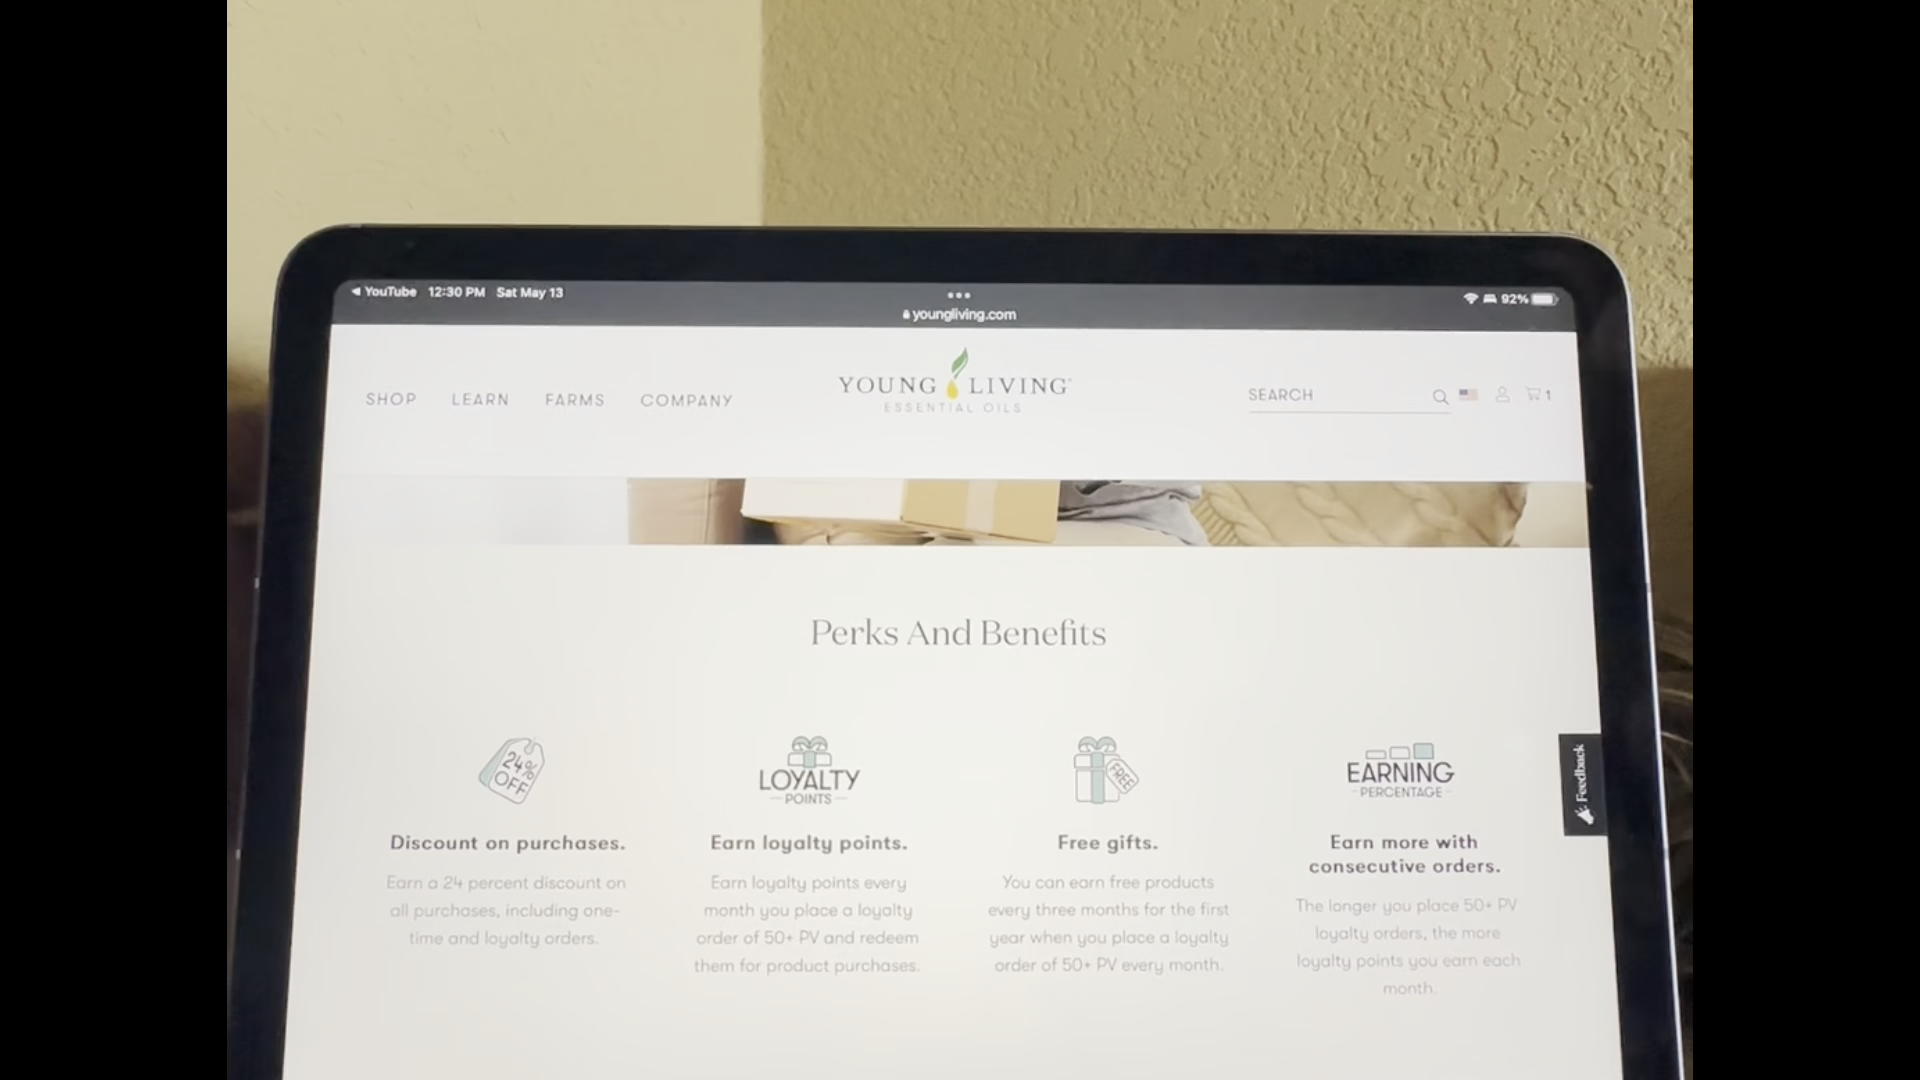 ◄ YouTube 12:30 PM Sat May 13
92%
youngliving.com
SHOP LEARN FARMS COMPANY
YOUNG LIVING
ESSENTIAL OILS
SEARCH
1
Perks And Benefits
24%
OFF
LOYALTY
POINTS
FREE
EARNING
PERCENTAGE
Feedback
Discount on purchases.
Earn a 24 percent discount on
all purchases, including one-
time and loyalty orders.
Earn loyalty points.
Earn loyalty points every
month you place a loyalty
order of 50+ PV and redeem
them for product purchases.
Free gifts.
You can earn free products
every three months for the first
year when you place a loyalty
order of 50+ PV every month.
Earn more with
consecutive orders.
The longer you place 50+ PV
loyalty orders, the more
loyalty points you earn each
month.